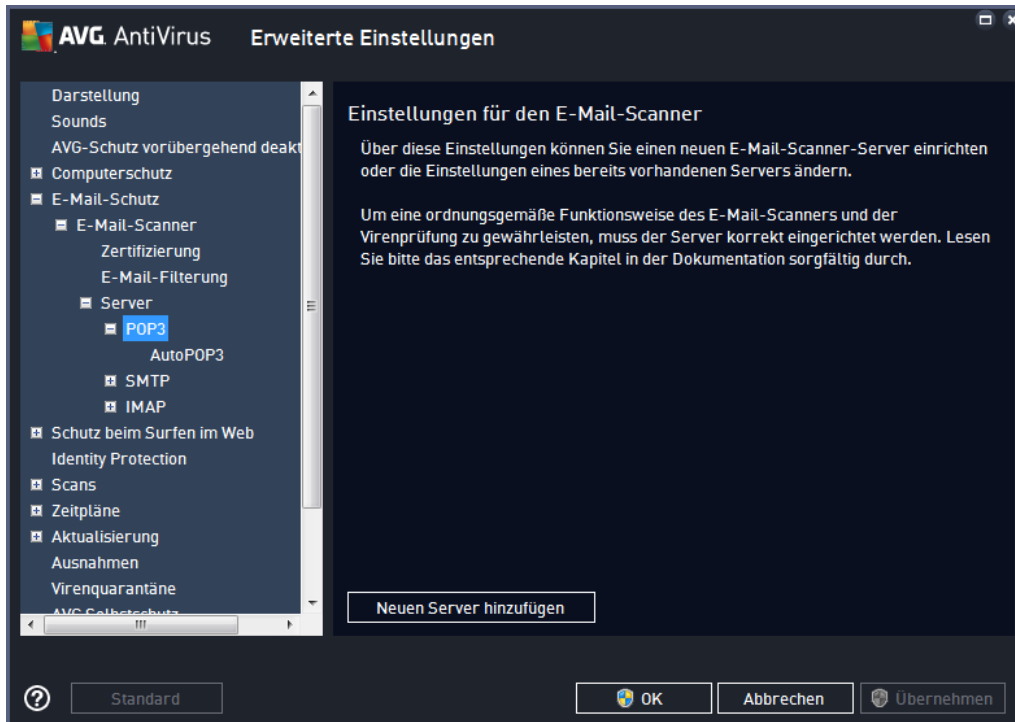 AVG AntiVirus Erweiterte Einstellungen
Darstellung
Sounds
AVG-Schutz vorübergehend deakt
Computerschutz
E-Mail-Schutz
E-Mail-Scanner
Zertifizierung
E-Mail-Filterung
Server
POP3
AutoPOP3
SMTP
IMAP
Schutz beim Surfen im Web
Identity Protection
Scans
Zeitpläne
Aktualisierung
Ausnahmen
Virenquarantäne
AVG Selbstschutz
Einstellungen für den E-Mail-Scanner
Über diese Einstellungen können Sie einen neuen E-Mail-Scanner-Server einrichten
oder die Einstellungen eines bereits vorhandenen Servers ändern.
Um eine ordnungsgemäße Funktionsweise des E-Mail-Scanners und der
Virenprüfung zu gewährleisten, muss der Server korrekt eingerichtet werden. Lesen
Sie bitte das entsprechende Kapitel in der Dokumentation sorgfältig durch.
Neuen Server hinzufügen
? Standard OK Abbrechen Übernehmen